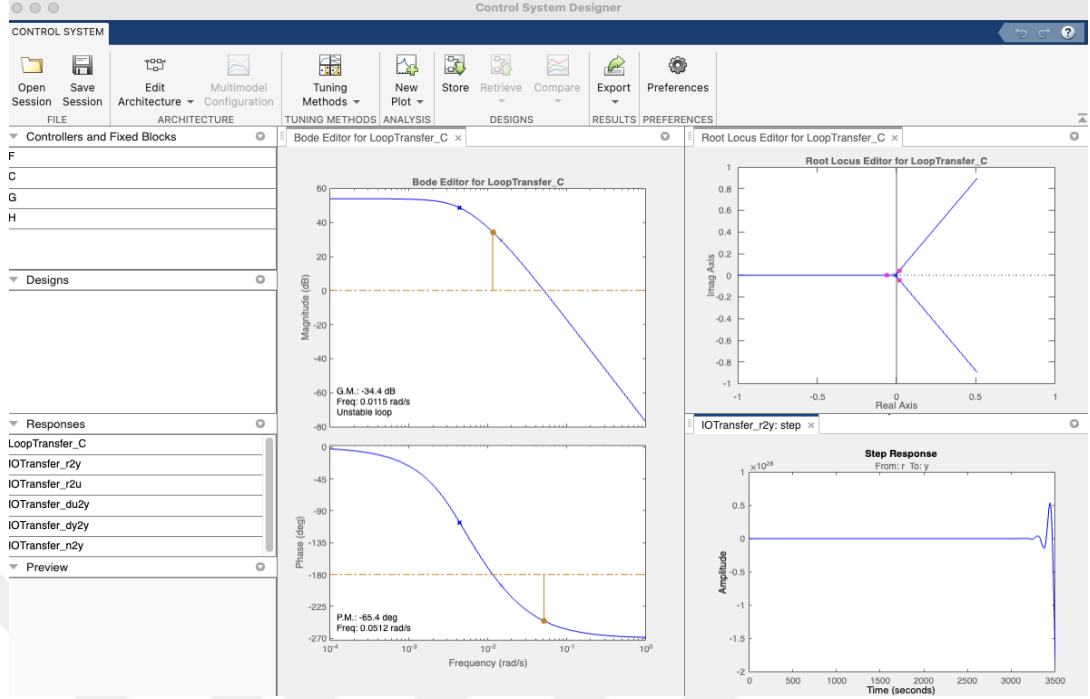 Control System Designer
CONTROL SYSTEM
?
Open Session
Save Session
Edit Architecture
Multimodel Configuration
Tuning Methods
New Plot
Store
Retrieve
Compare
Export
Preferences
FILE
ARCHITECTURE
TUNING METHODS
ANALYSIS
DESIGNS
RESULTS
PREFERENCES
Controllers and Fixed Blocks
F
C
G
H
Designs
Responses
LoopTransfer_C
IOTransfer_r2y
IOTransfer_r2u
IOTransfer_du2y
IOTransfer_dy2y
IOTransfer_n2y
Preview
Bode Editor for LoopTransfer_C ×
Bode Editor for LoopTransfer_C
Magnitude (dB)
60
40
20
0
-20
-40
-60
-80
G.M.: -34.4 dB
Freq: 0.0115 rad/s
Unstable loop
Phase (deg)
0
-45
-90
-135
-180
-225
-270
P.M.: -65.4 deg
Freq: 0.0512 rad/s
10⁻⁴ 10⁻³ 10⁻² 10⁻¹ 10⁰
Frequency (rad/s)
Root Locus Editor for LoopTransfer_C ×
Root Locus Editor for LoopTransfer_C
Imag Axis
1
0.8
0.6
0.4
0.2
0
-0.2
-0.4
-0.6
-0.8
-1
-1 -0.5 0 0.5 1
Real Axis
IOTransfer_r2y: step ×
Step Response
From: r To: y
×10²⁸
Amplitude
1
0.5
0
-0.5
-1
-1.5
-2
0 500 1000 1500 2000 2500 3000 3500
Time (seconds)